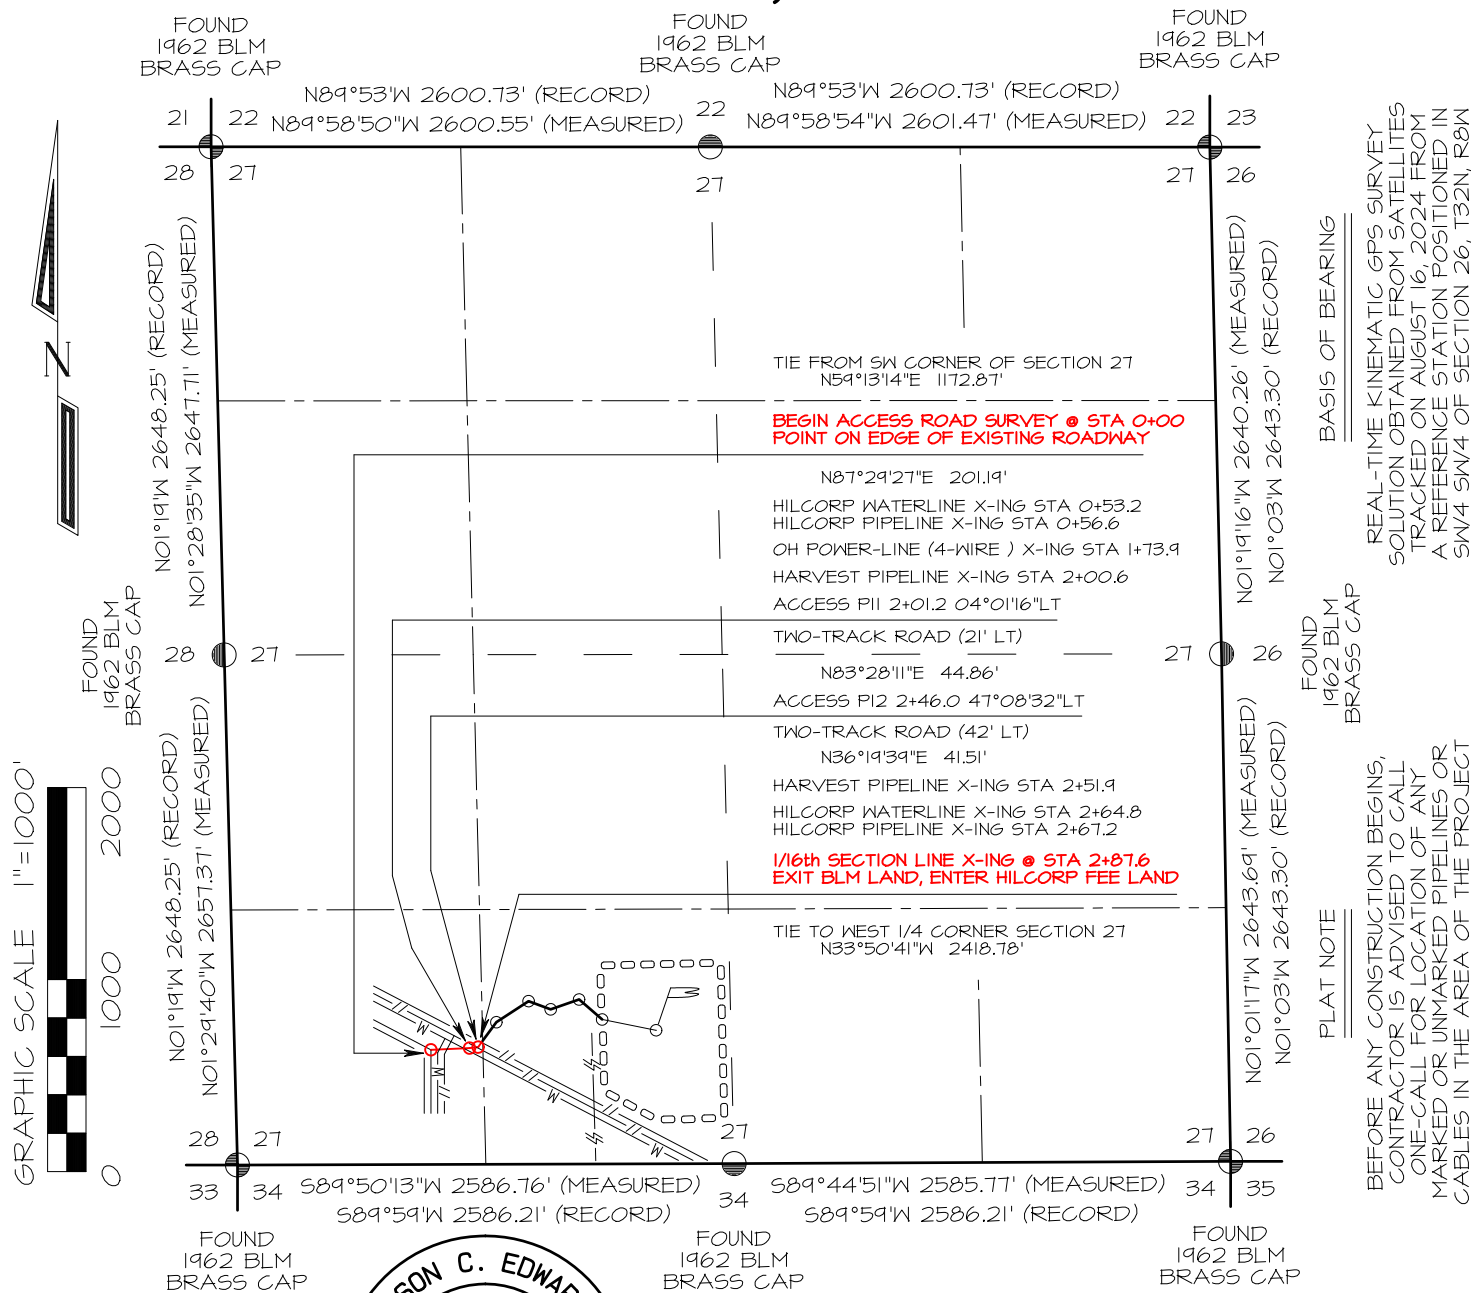 FOUND
1962 BLM
BRASS CAP
FOUND
1962 BLM
BRASS CAP
FOUND
1962 BLM
BRASS CAP
N89°53'W 2600.73' (RECORD)
N89°58'50"W 2600.55' (MEASURED)
N89°53'W 2600.73' (RECORD)
N89°58'54"W 2601.47' (MEASURED)
21 22
22
22 23
28 27
27
27 26
N
N01°19'W 2648.25' (RECORD)
N01°28'35"W 2647.71' (MEASURED)
N01°19'16"W 2640.26' (MEASURED)
N01°03'W 2643.30' (RECORD)
BASIS OF BEARING
REAL-TIME KINEMATIC GPS SURVEY
SOLUTION OBTAINED FROM SATELLITES
TRACKED ON AUGUST 16, 2024 FROM
A REFERENCE STATION POSITIONED IN
SW/4 SW/4 OF SECTION 26, T32N, R8W
TIE FROM SW CORNER OF SECTION 27
N59°13'14"E 1172.87'
BEGIN ACCESS ROAD SURVEY @ STA 0+00
POINT ON EDGE OF EXISTING ROADWAY
N87°29'27"E 201.19'
HILCORP WATERLINE X-ING STA 0+53.2
HILCORP PIPELINE X-ING STA 0+56.6
OH POWER-LINE (4-WIRE ) X-ING STA 1+73.9
HARVEST PIPELINE X-ING STA 2+00.6
ACCESS PI1 2+01.2 04°01'16"LT
TWO-TRACK ROAD (21' LT)
N83°28'11"E 44.86'
ACCESS PI2 2+46.0 47°08'32"LT
TWO-TRACK ROAD (42' LT)
N36°19'39"E 41.51'
HARVEST PIPELINE X-ING STA 2+51.9
HILCORP WATERLINE X-ING STA 2+64.8
HILCORP PIPELINE X-ING STA 2+67.2
1/16th SECTION LINE X-ING @ STA 2+87.6
EXIT BLM LAND, ENTER HILCORP FEE LAND
TIE TO WEST 1/4 CORNER SECTION 27
N33°50'41"W 2418.78'
FOUND
1962 BLM
BRASS CAP
28 27
27 26
FOUND
1962 BLM
BRASS CAP
GRAPHIC SCALE 1"=1000'
0 1000 2000
N01°19'W 2648.25' (RECORD)
N01°29'40"W 2657.37' (MEASURED)
N01°01'17"W 2643.69' (MEASURED)
N01°03'W 2643.30' (RECORD)
PLAT NOTE
BEFORE ANY CONSTRUCTION BEGINS,
CONTRACTOR IS ADVISED TO CALL
ONE-CALL FOR LOCATION OF ANY
MARKED OR UNMARKED PIPELINES OR
CABLES IN THE AREA OF THE PROJECT
W
W
W
W
28 27
27
27 26
33 34
34
34 35
S89°50'13"W 2586.76' (MEASURED)
S89°59'W 2586.21' (RECORD)
S89°44'51"W 2585.77' (MEASURED)
S89°59'W 2586.21' (RECORD)
FOUND
1962 BLM
BRASS CAP
FOUND
1962 BLM
BRASS CAP
FOUND
1962 BLM
BRASS CAP
SON C. EDWAR